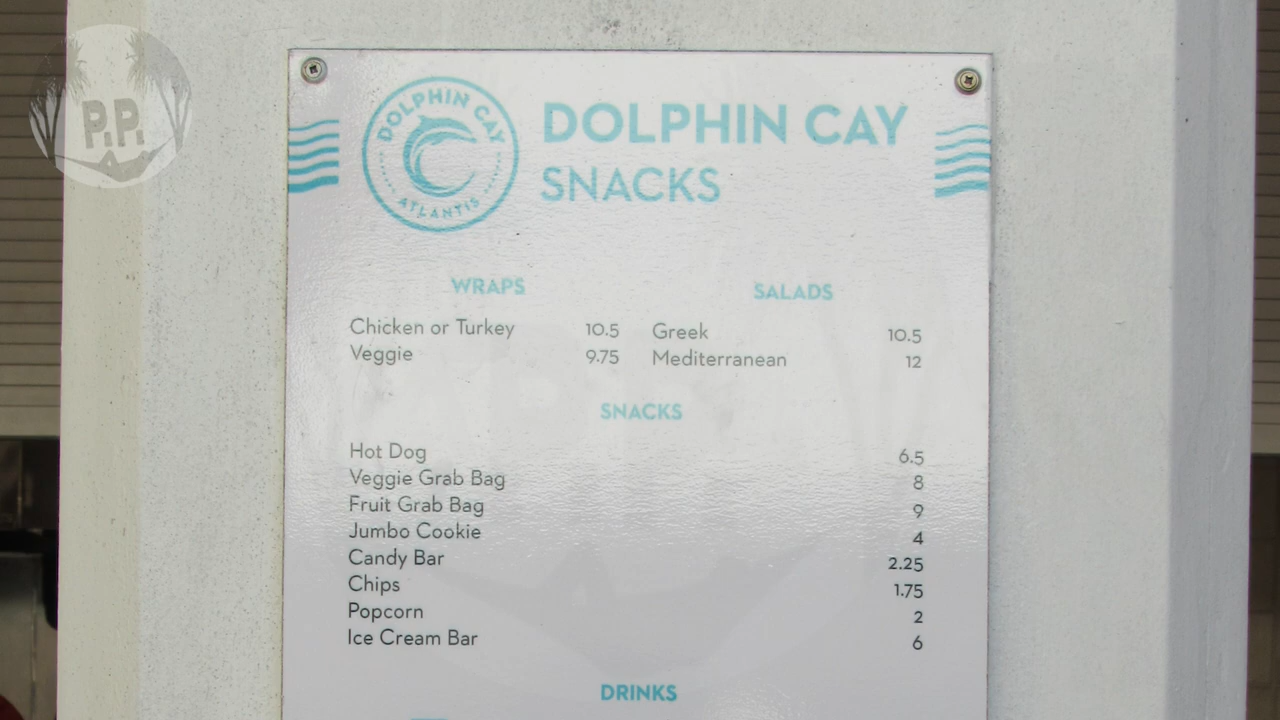 P.P.
DOLPHIN CAY
ATLANTIS
DOLPHIN CAY
SNACKS
WRAPS
Chicken or Turkey 10.5
Veggie 9.75
SALADS
Greek 10.5
Mediterranean 12
SNACKS
Hot Dog 6.5
Veggie Grab Bag 8
Fruit Grab Bag 9
Jumbo Cookie 4
Candy Bar 2.25
Chips 1.75
Popcorn 2
Ice Cream Bar 6
DRINKS